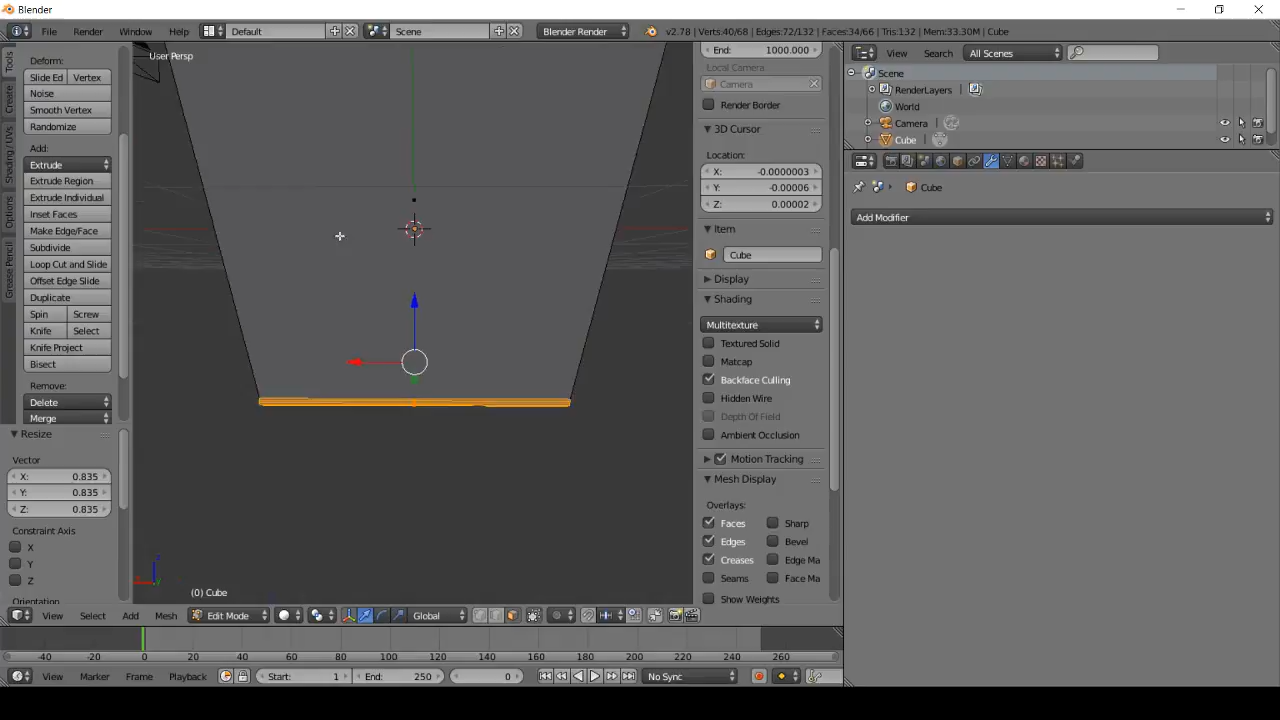 Blender
File Render Window Help Default Scene Blender Render v2.78 | Verts:40/68 | Edges:72/132 | Faces:34/66 | Tris:132 | Mem:33.30M | Cube
Tools
Create
Shading / UVs
Options
Grease Pencil
Deform:
Slide Ed Vertex
Noise
Smooth Vertex
Randomize
Add:
Extrude
Extrude Region
Extrude Individual
Inset Faces
Make Edge/Face
Subdivide
Loop Cut and Slide
Offset Edge Slide
Duplicate
Spin Screw
Knife Select
Knife Project
Bisect
Remove:
Delete
Merge
Resize
Vector
X: 0.835
Y: 0.835
Z: 0.835
Constraint Axis
X
Y
Z
Orientation
User Persp
(0) Cube
End: 1000.000
Local Camera
Camera
Render Border
3D Cursor
Location:
X: -0.0000003
Y: -0.00006
Z: 0.00002
Item
Cube
Display
Shading
Multitexture
Textured Solid
Matcap
Backface Culling
Hidden Wire
Depth Of Field
Ambient Occlusion
Motion Tracking
Mesh Display
Overlays:
Faces Sharp
Edges Bevel
Creases Edge Ma
Seams Face Ma
Show Weights
View Search All Scenes
Scene
RenderLayers
World
Camera
Cube
Cube
Add Modifier
View Select Add Mesh Edit Mode Global
-40 -20 0 20 40 60 80 100 120 140 160 180 200 220 240 260
View Marker Frame Playback Start: 1 End: 250 0 No Sync